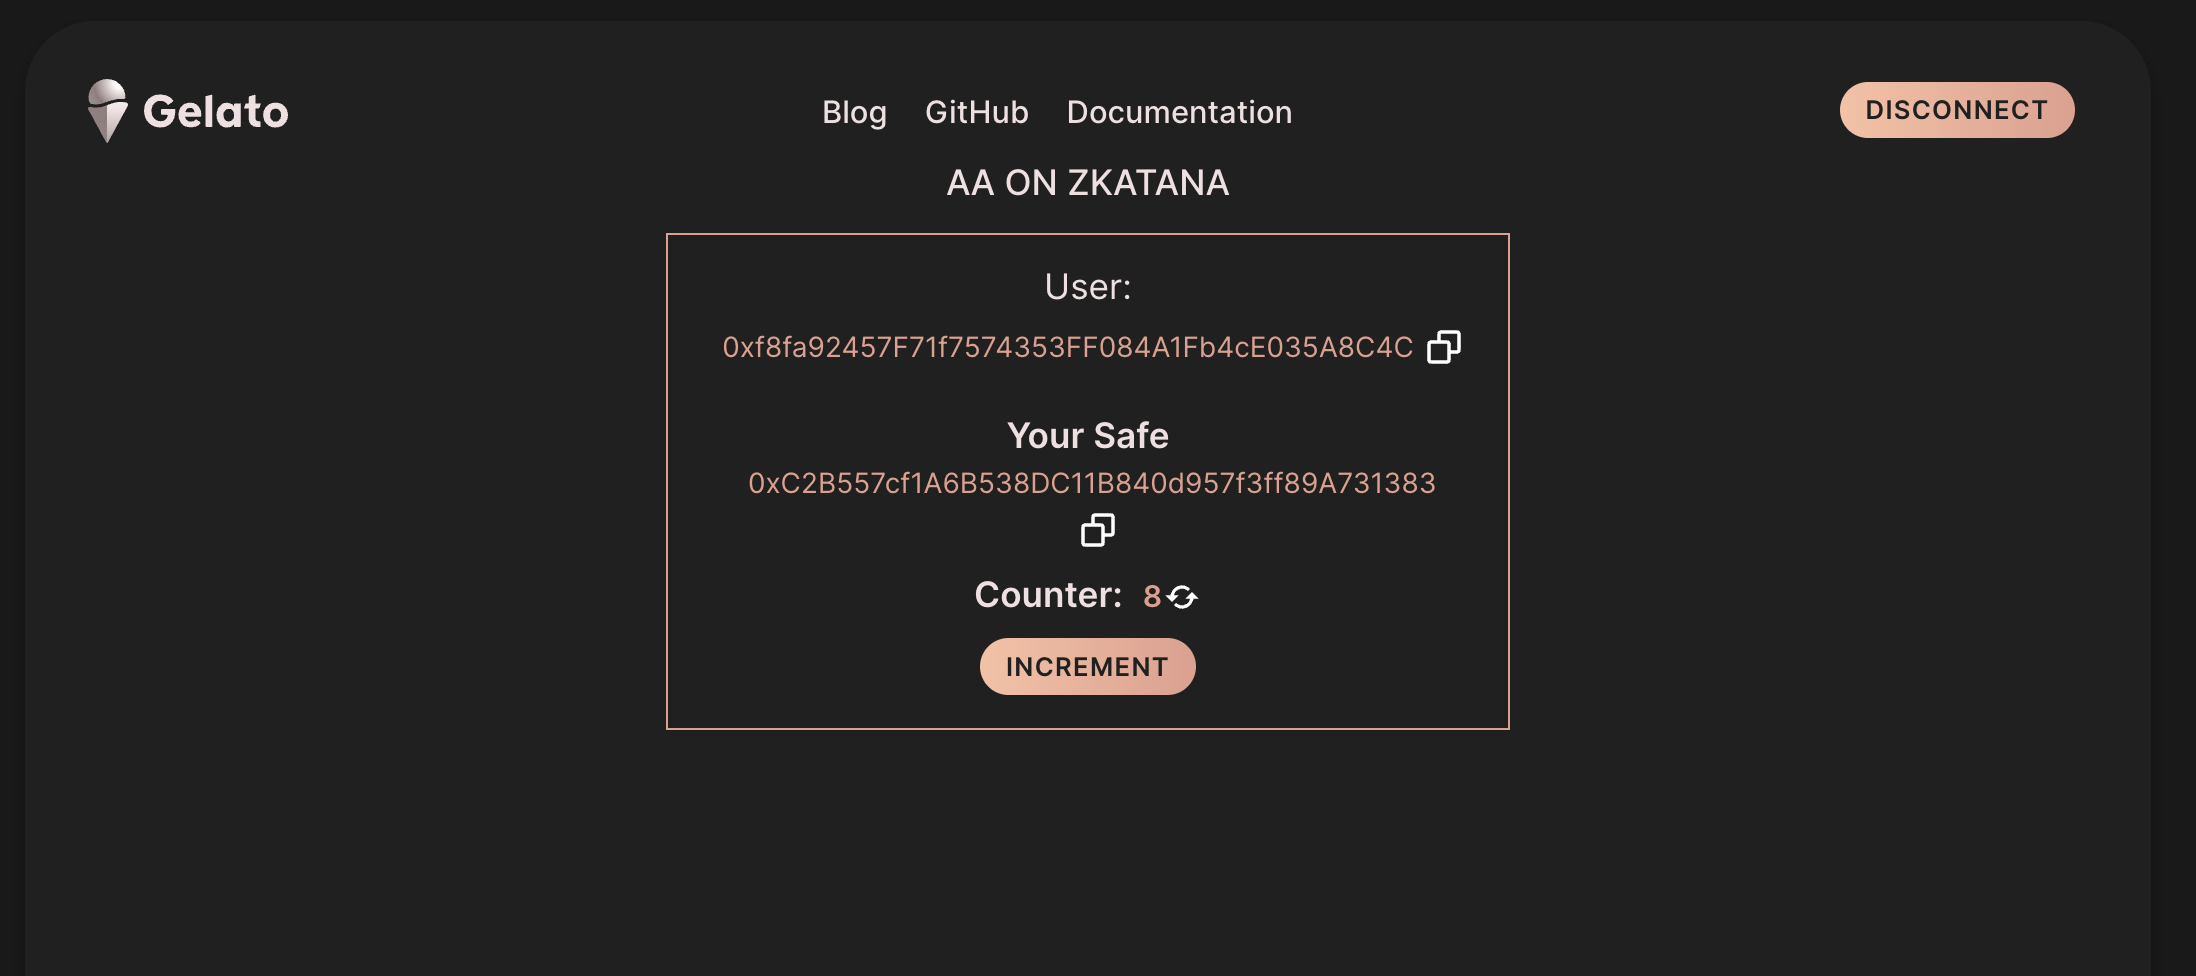 Gelato
Blog GitHub Documentation
DISCONNECT
AA ON ZKATANA
User:
0xf8fa92457F71f7574353FF084A1Fb4cE035A8C4C
Your Safe
0xC2B557cf1A6B538DC11B840d957f3ff89A731383
Counter: 8
INCREMENT